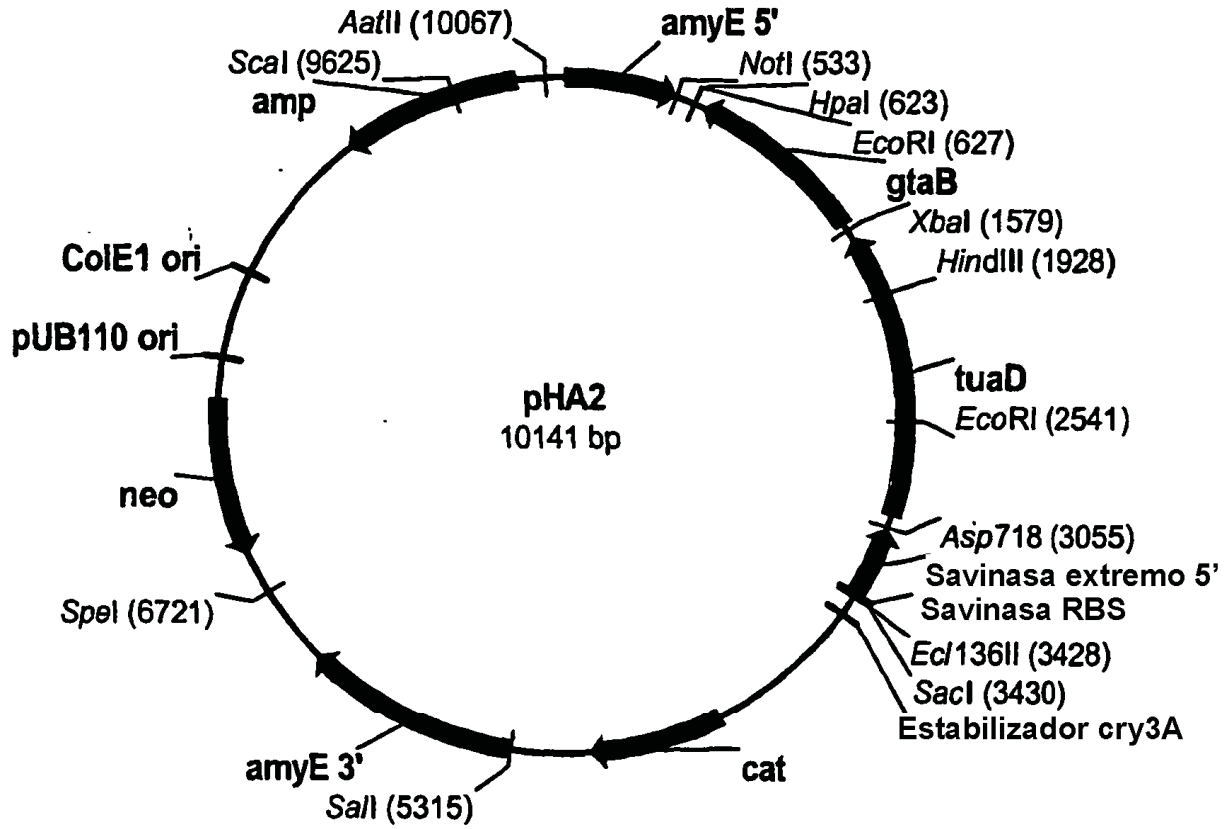 AatII (10067)
amyE 5'
ScaI (9625)
amp
NotI (533)
HpaI (623)
EcoRI (627)
gtaB
XbaI (1579)
HindIII (1928)
ColE1 ori
pUB110 ori
pHA2
10141 bp
tuaD
EcoRI (2541)
neo
Asp718 (3055)
Savinasa extremo 5'
Savinasa RBS
SpeI (6721)
Ecl136II (3428)
SacI (3430)
Estabilizador cry3A
amyE 3'
cat
SalI (5315)